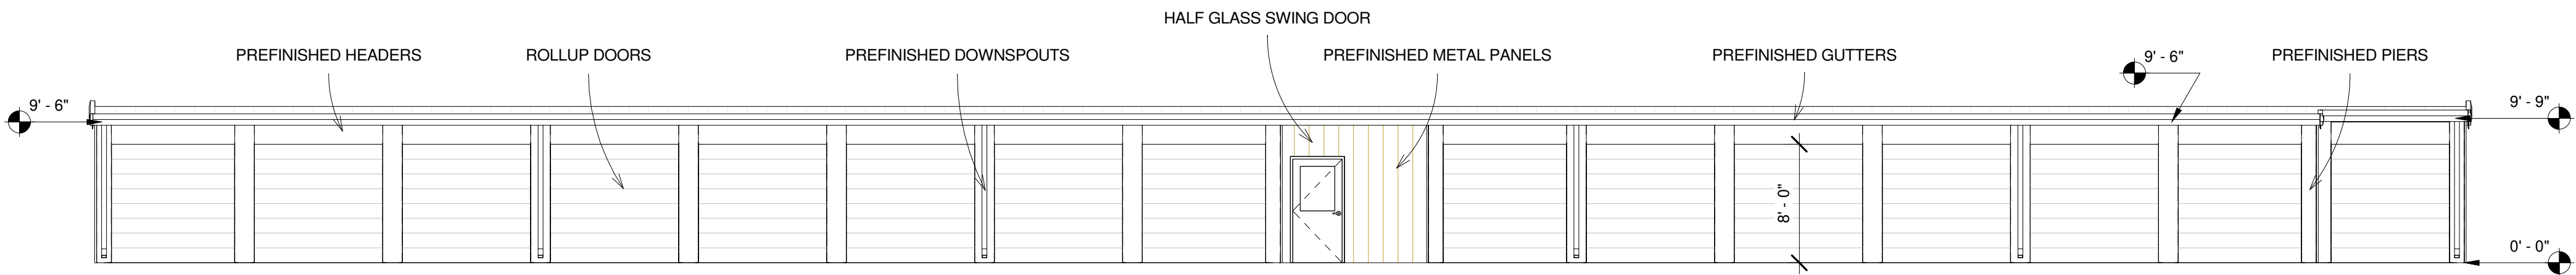 HALF GLASS SWING DOOR
PREFINISHED HEADERS
ROLLUP DOORS
PREFINISHED DOWNSPOUTS
PREFINISHED METAL PANELS
PREFINISHED GUTTERS
9' - 6"
PREFINISHED PIERS
9' - 6"
9' - 9"
8' - 0"
0' - 0"